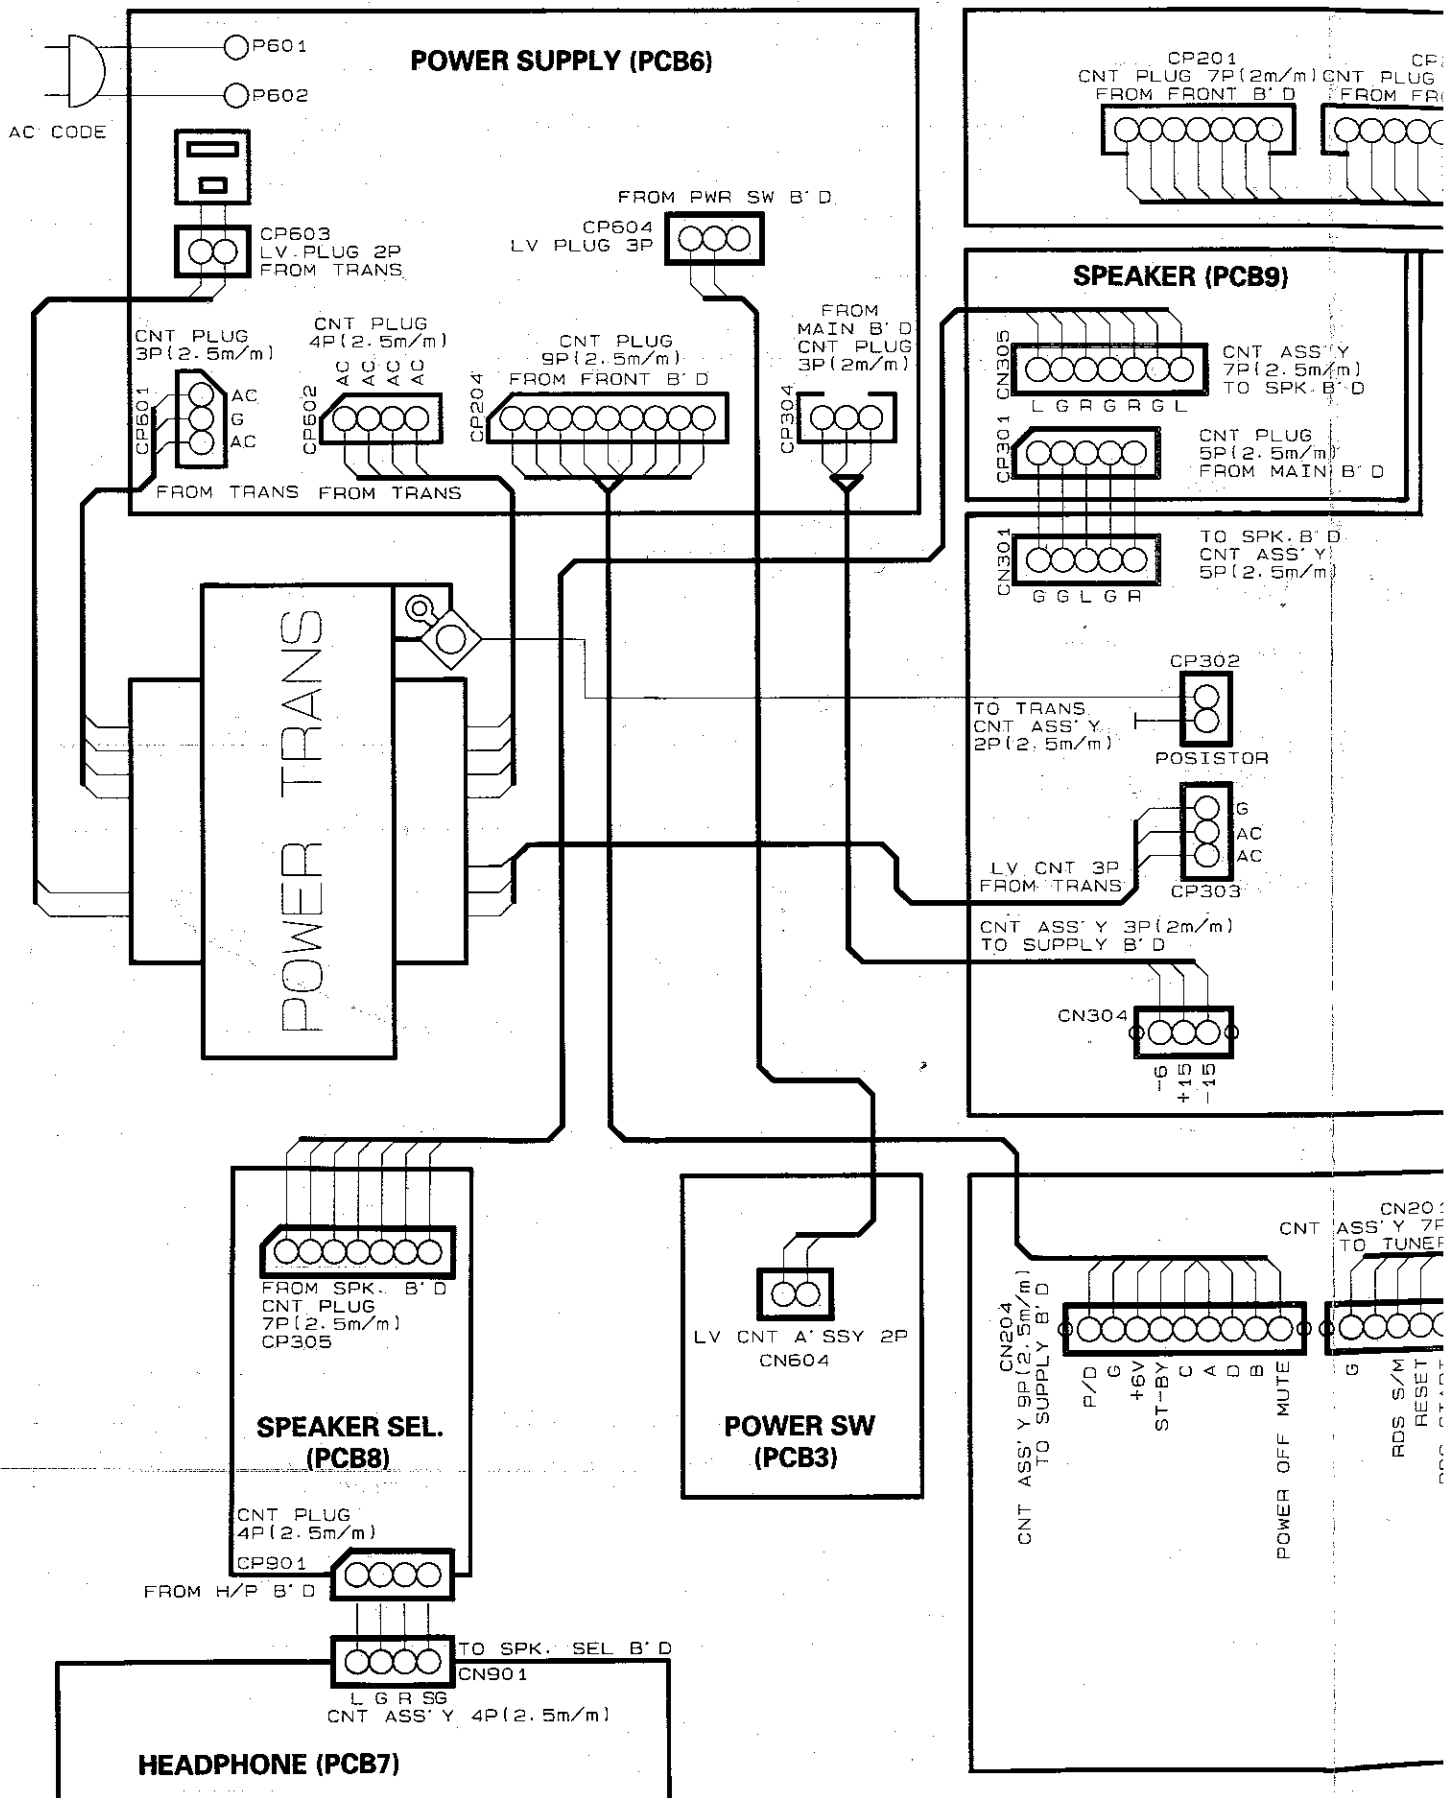 POWER SUPPLY (PCB6)
P601
P602
AC CODE
CP603
LV PLUG 2P
FROM TRANS
FROM PWR SW B'D
CP604
LV PLUG 3P
CNT PLUG
3P(2.5m/m)
CP601
AC
G
AC
FROM TRANS
CNT PLUG
4P(2.5m/m)
AC
AC
AC
AC
CP602
FROM TRANS
CNT PLUG
9P(2.5m/m)
FROM FRONT B'D
CP204
FROM
MAIN B'D
CNT PLUG
3P(2m/m)
CP304
CP201
CNT PLUG 7P(2m/m)
FROM FRONT B'D
CNT PLUG
SPEAKER (PCB9)
CN305
CNT ASS'Y
7P(2.5m/m)
TO SPK.B'D
L G R G R G L
CP301
CNT PLUG
5P(2.5m/m)
FROM MAIN B'D
CN301
TO SPK.B'D
CNT ASS'Y
5P(2.5m/m)
G G L G R
POWER TRANS
CP302
TO TRANS
CNT ASS'Y
2P(2.5m/m)
POSISTOR
G
AC
AC
LV CNT 3P
FROM TRANS
CP303
CNT ASS'Y 3P(2m/m)
TO SUPPLY B'D
CN304
-6
+15
-15
FROM SPK. B'D
CNT PLUG
7P(2.5m/m)
CP305
SPEAKER SEL.
(PCB8)
CNT PLUG
4P(2.5m/m)
CP901
FROM H/P B'D
LV CNT A'SSY 2P
CN604
POWER SW
(PCB3)
CN204
CNT ASS'Y 9P(2.5m/m)
TO SUPPLY B'D
P/D
G
+6V
ST-BY
C
A
D
B
POWER OFF MUTE
CN201
CNT ASS'Y
TO TUNER
G
RDS S/M
RESET
TO SPK. SEL B'D
CN901
L G R SG
CNT ASS'Y 4P(2.5m/m)
HEADPHONE (PCB7)